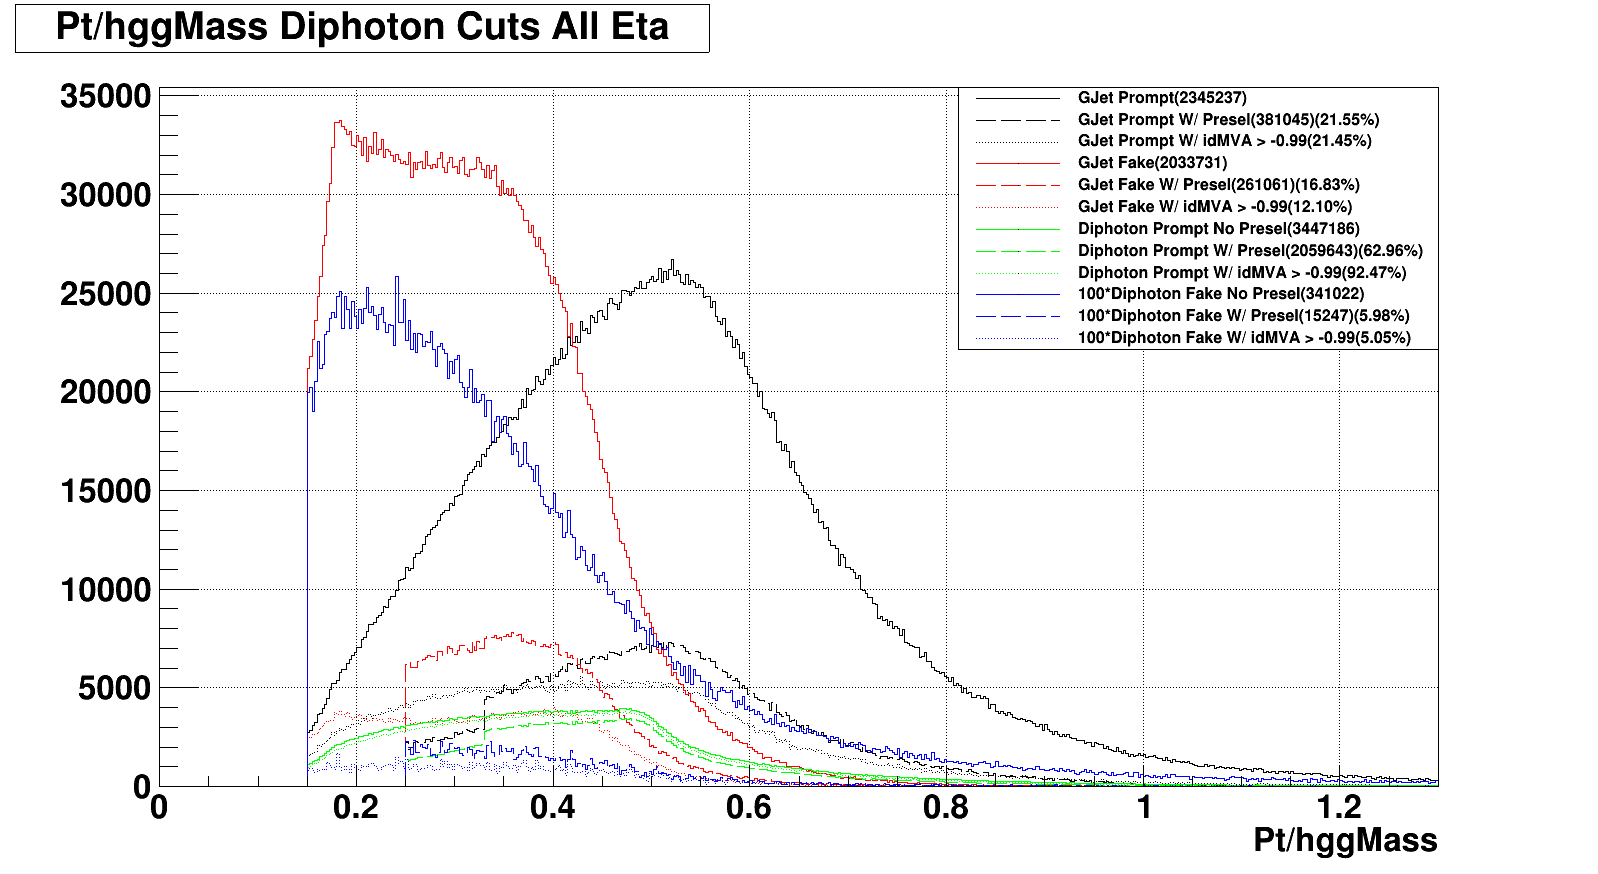 Pt/hggMass Diphoton Cuts All Eta
35000
30000
25000
20000
15000
10000
5000
0
GJet Prompt(2345237)
GJet Prompt W/ Presel(381045)(21.55%)
GJet Prompt W/ idMVA > -0.99(21.45%)
GJet Fake(2033731)
GJet Fake W/ Presel(261061)(16.83%)
GJet Fake W/ idMVA > -0.99(12.10%)
Diphoton Prompt No Presel(3447186)
Diphoton Prompt W/ Presel(2059643)(62.96%)
Diphoton Prompt W/ idMVA > -0.99(92.47%)
100*Diphoton Fake No Presel(341022)
100*Diphoton Fake W/ Presel(15247)(5.98%)
100*Diphoton Fake W/ idMVA > -0.99(5.05%)
0 0.2 0.4 0.6 0.8 1 1.2
Pt/hggMass